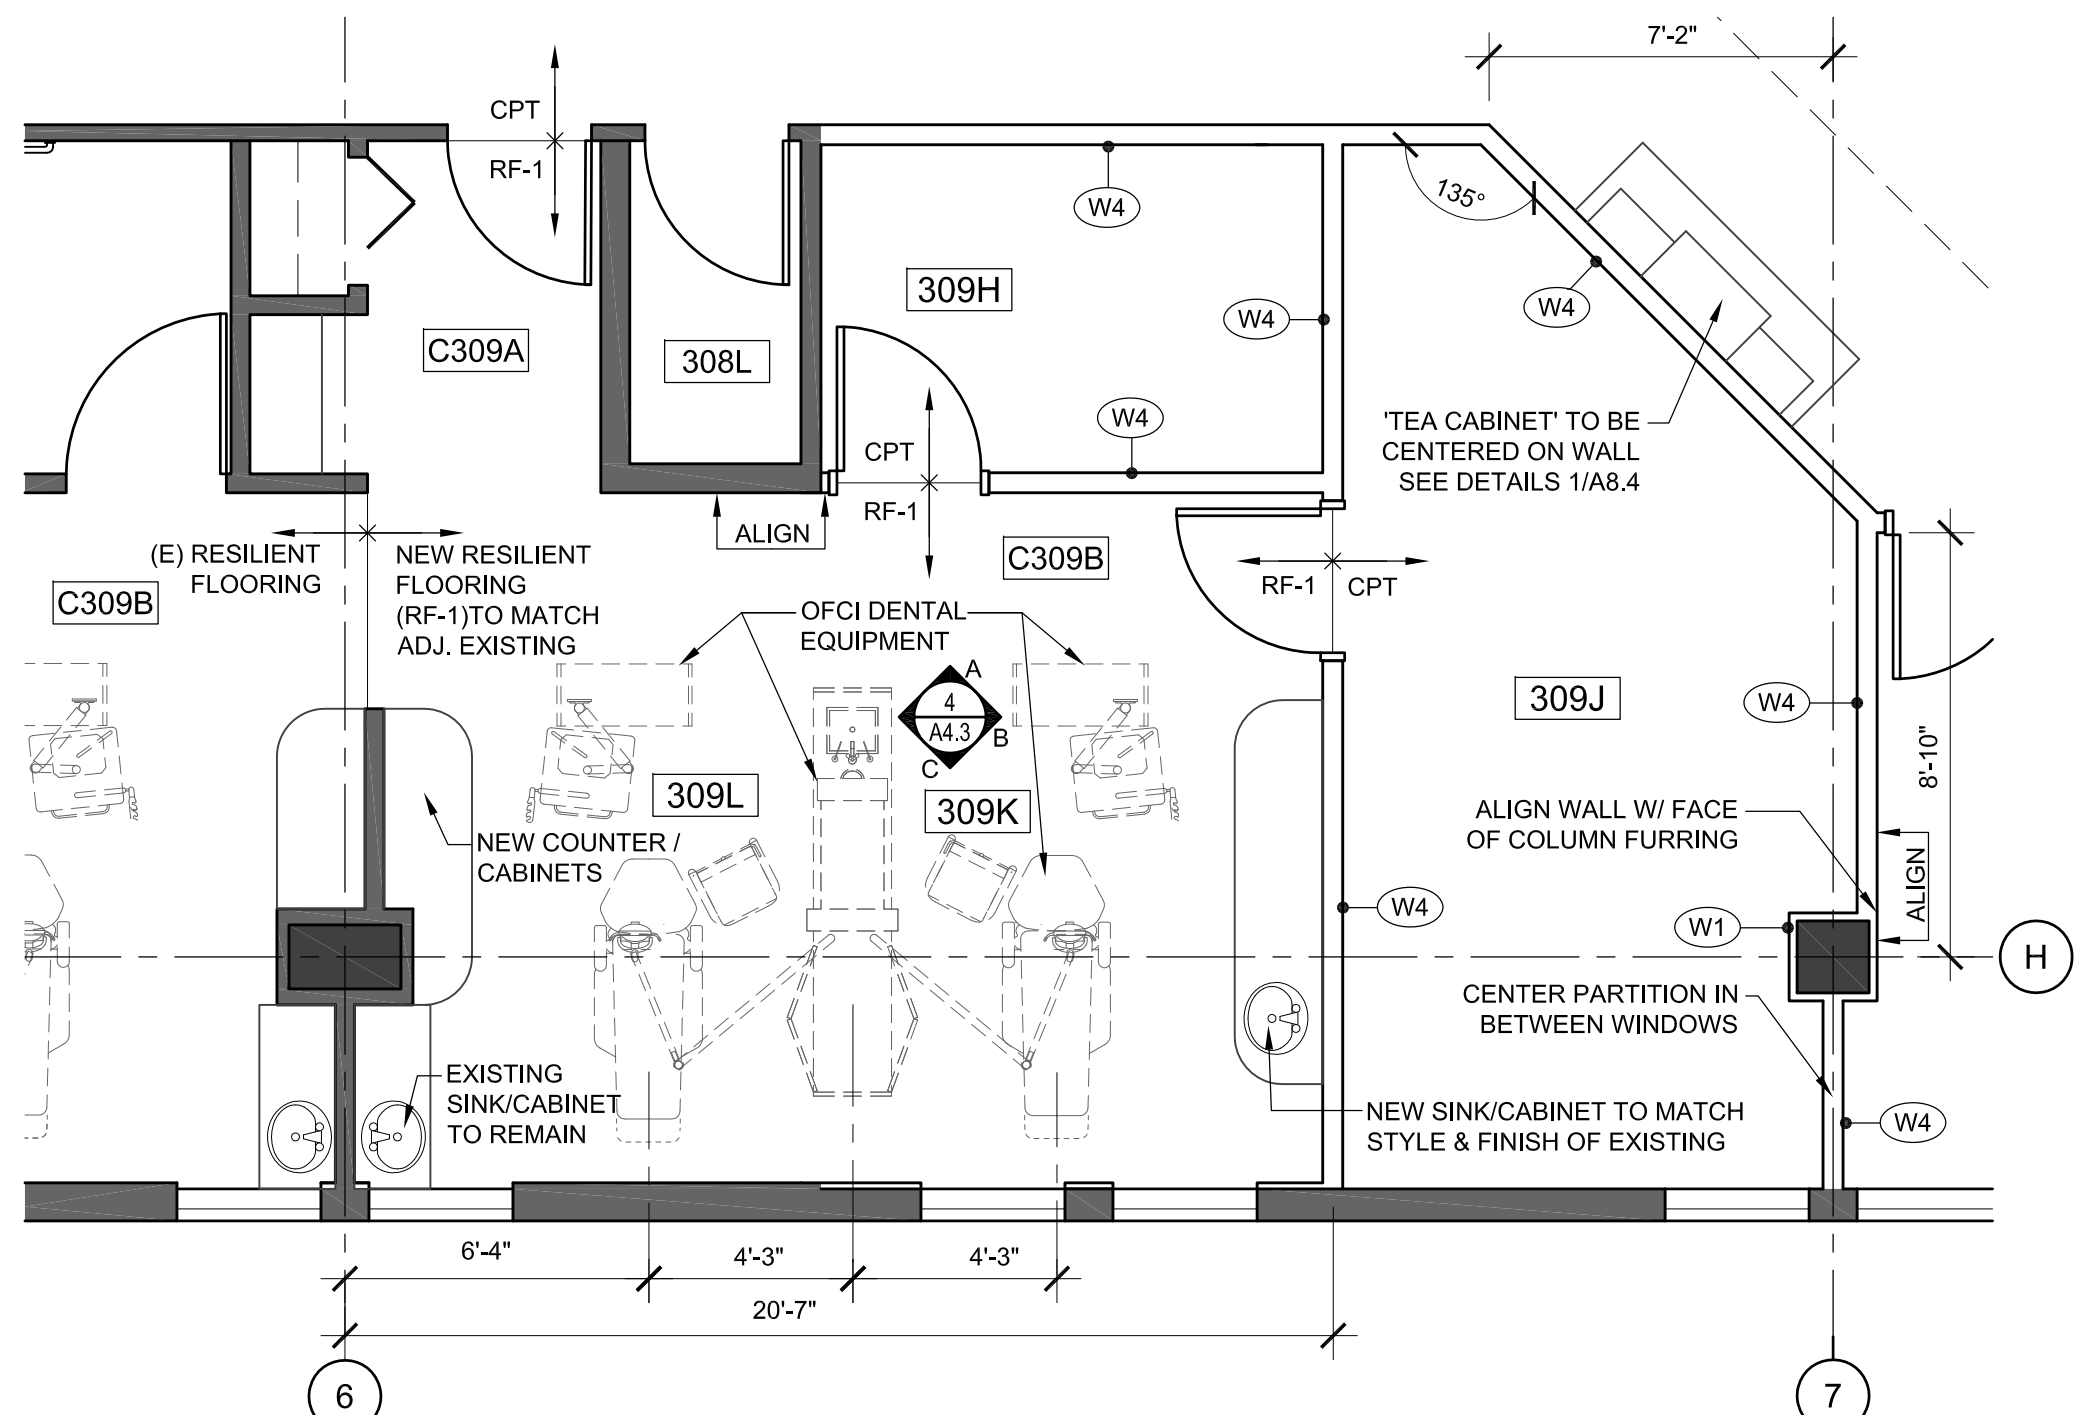 7'-2"
CPT
RF-1
135°
W4
309H
W4
W4
C309A
308L
W4
CPT
RF-1
'TEA CABINET' TO BE
CENTERED ON WALL
SEE DETAILS 1/A8.4
ALIGN
(E) RESILIENT
FLOORING
NEW RESILIENT
FLOORING
(RF-1)TO MATCH
ADJ. EXISTING
C309B
C309B
RF-1
CPT
OFCI DENTAL
EQUIPMENT
A
4
A4.3
B
C
309J
W4
8'-10"
309L
309K
NEW COUNTER /
CABINETS
ALIGN WALL W/ FACE
OF COLUMN FURRING
ALIGN
W4
W1
H
CENTER PARTITION IN
BETWEEN WINDOWS
EXISTING
SINK/CABINET
TO REMAIN
NEW SINK/CABINET TO MATCH
STYLE & FINISH OF EXISTING
W4
6'-4"
4'-3"
4'-3"
20'-7"
6
7